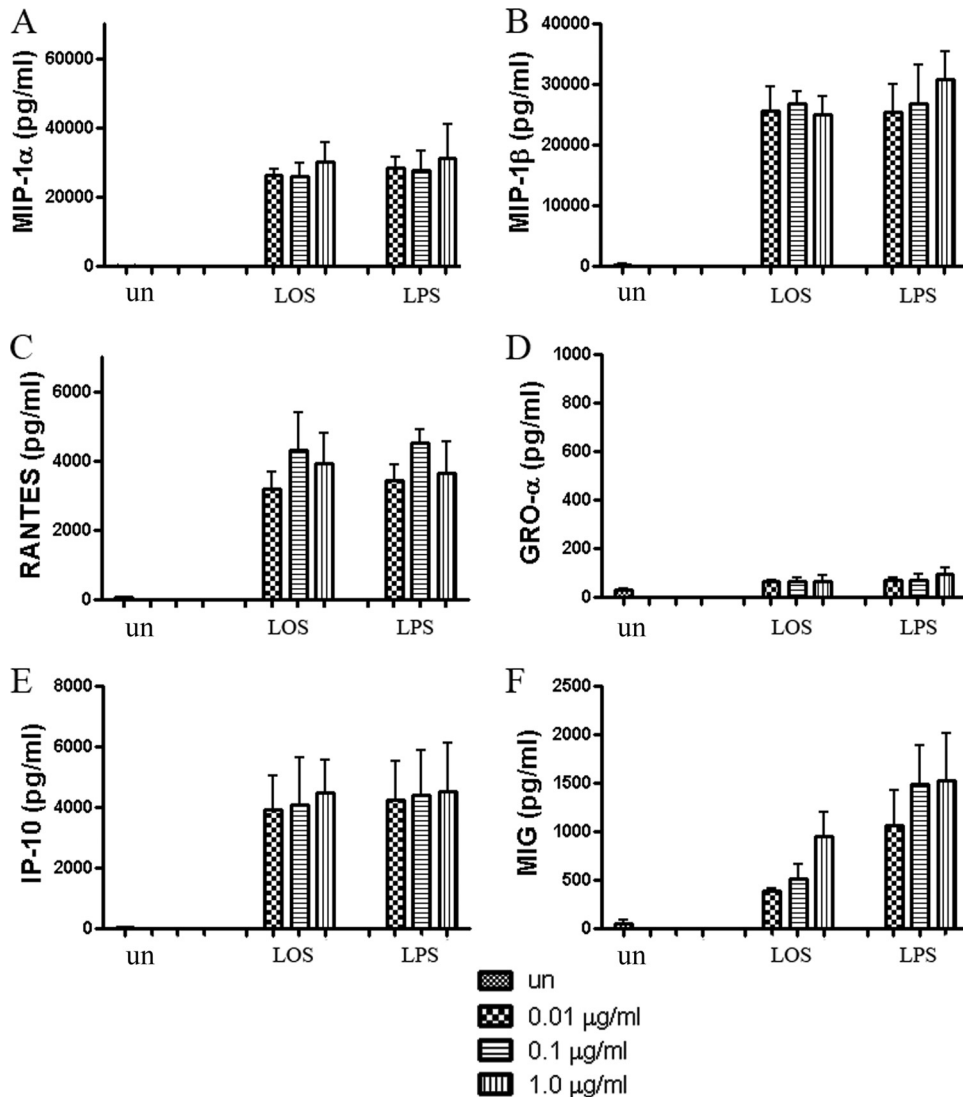 A
MIP-1α (pg/ml)
60000
40000
20000
0
un LOS LPS
B
MIP-1β (pg/ml)
40000
30000
20000
10000
0
un LOS LPS
C
RANTES (pg/ml)
6000
4000
2000
0
un LOS LPS
D
GRO-α (pg/ml)
1000
800
600
400
200
0
un LOS LPS
E
IP-10 (pg/ml)
8000
6000
4000
2000
0
un LOS LPS
F
MIG (pg/ml)
2500
2000
1500
1000
500
0
un LOS LPS
un
0.01 μg/ml
0.1 μg/ml
1.0 μg/ml